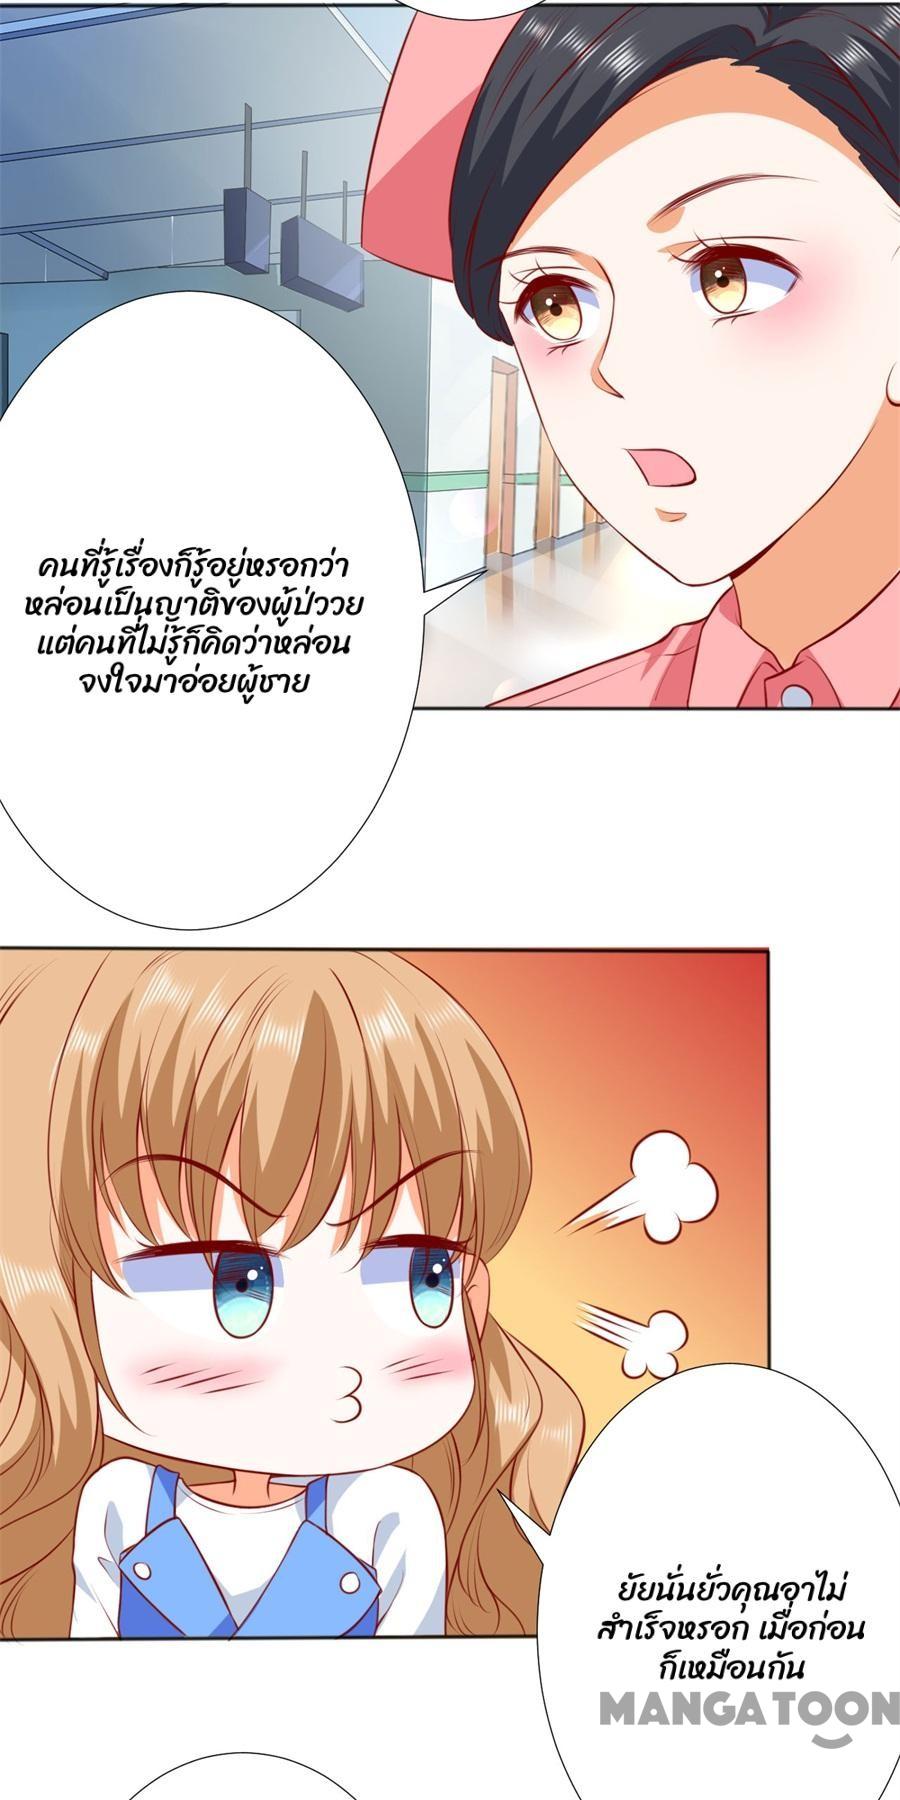 คนที่รู้เรื่องก็รู้อยู่หรอกว่า
หล่อนเป็นญาติของผู้ป่ววย
แต่คนที่ไม่รู้ก็คิดว่าหล่อน
จงใจมาอ่อยผู้ชาย
ยัยนั่นยั่วคุณอาไม่
สำเร็จหรอก เมื่อก่อน
ก็เหมือนกัน
MANGATOON